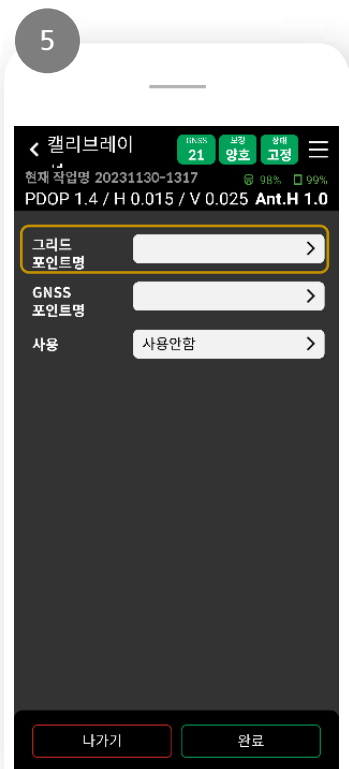 5
캘리브레이
GNSS 보정 상태
21 양호 고정
현재 작업명 20231130-1317 98% 99%
PDOP 1.4 / H 0.015 / V 0.025 Ant.H 1.0
그리드
포인트명
GNSS
포인트명
사용 사용안함
나가기 완료